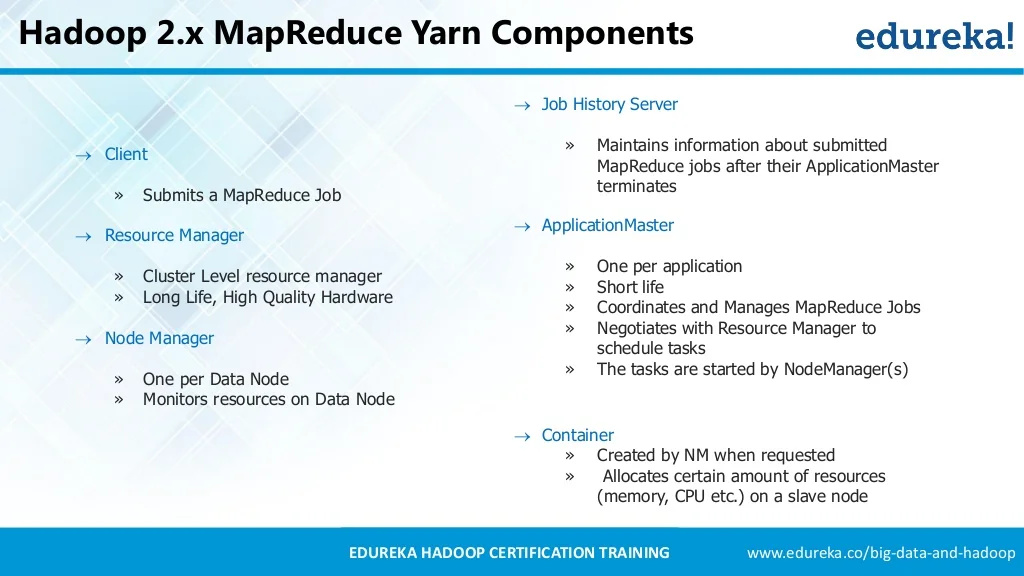 Hadoop 2.x MapReduce Yarn Components
edureka!
→ Client
» Submits a MapReduce Job
→ Resource Manager
» Cluster Level resource manager
» Long Life, High Quality Hardware
→ Node Manager
» One per Data Node
» Monitors resources on Data Node
→ Job History Server
» Maintains information about submitted
MapReduce jobs after their ApplicationMaster
terminates
→ ApplicationMaster
» One per application
» Short life
» Coordinates and Manages MapReduce Jobs
» Negotiates with Resource Manager to
schedule tasks
» The tasks are started by NodeManager(s)
→ Container
» Created by NM when requested
» Allocates certain amount of resources
(memory, CPU etc.) on a slave node
EDUREKA HADOOP CERTIFICATION TRAINING
www.edureka.co/big-data-and-hadoop